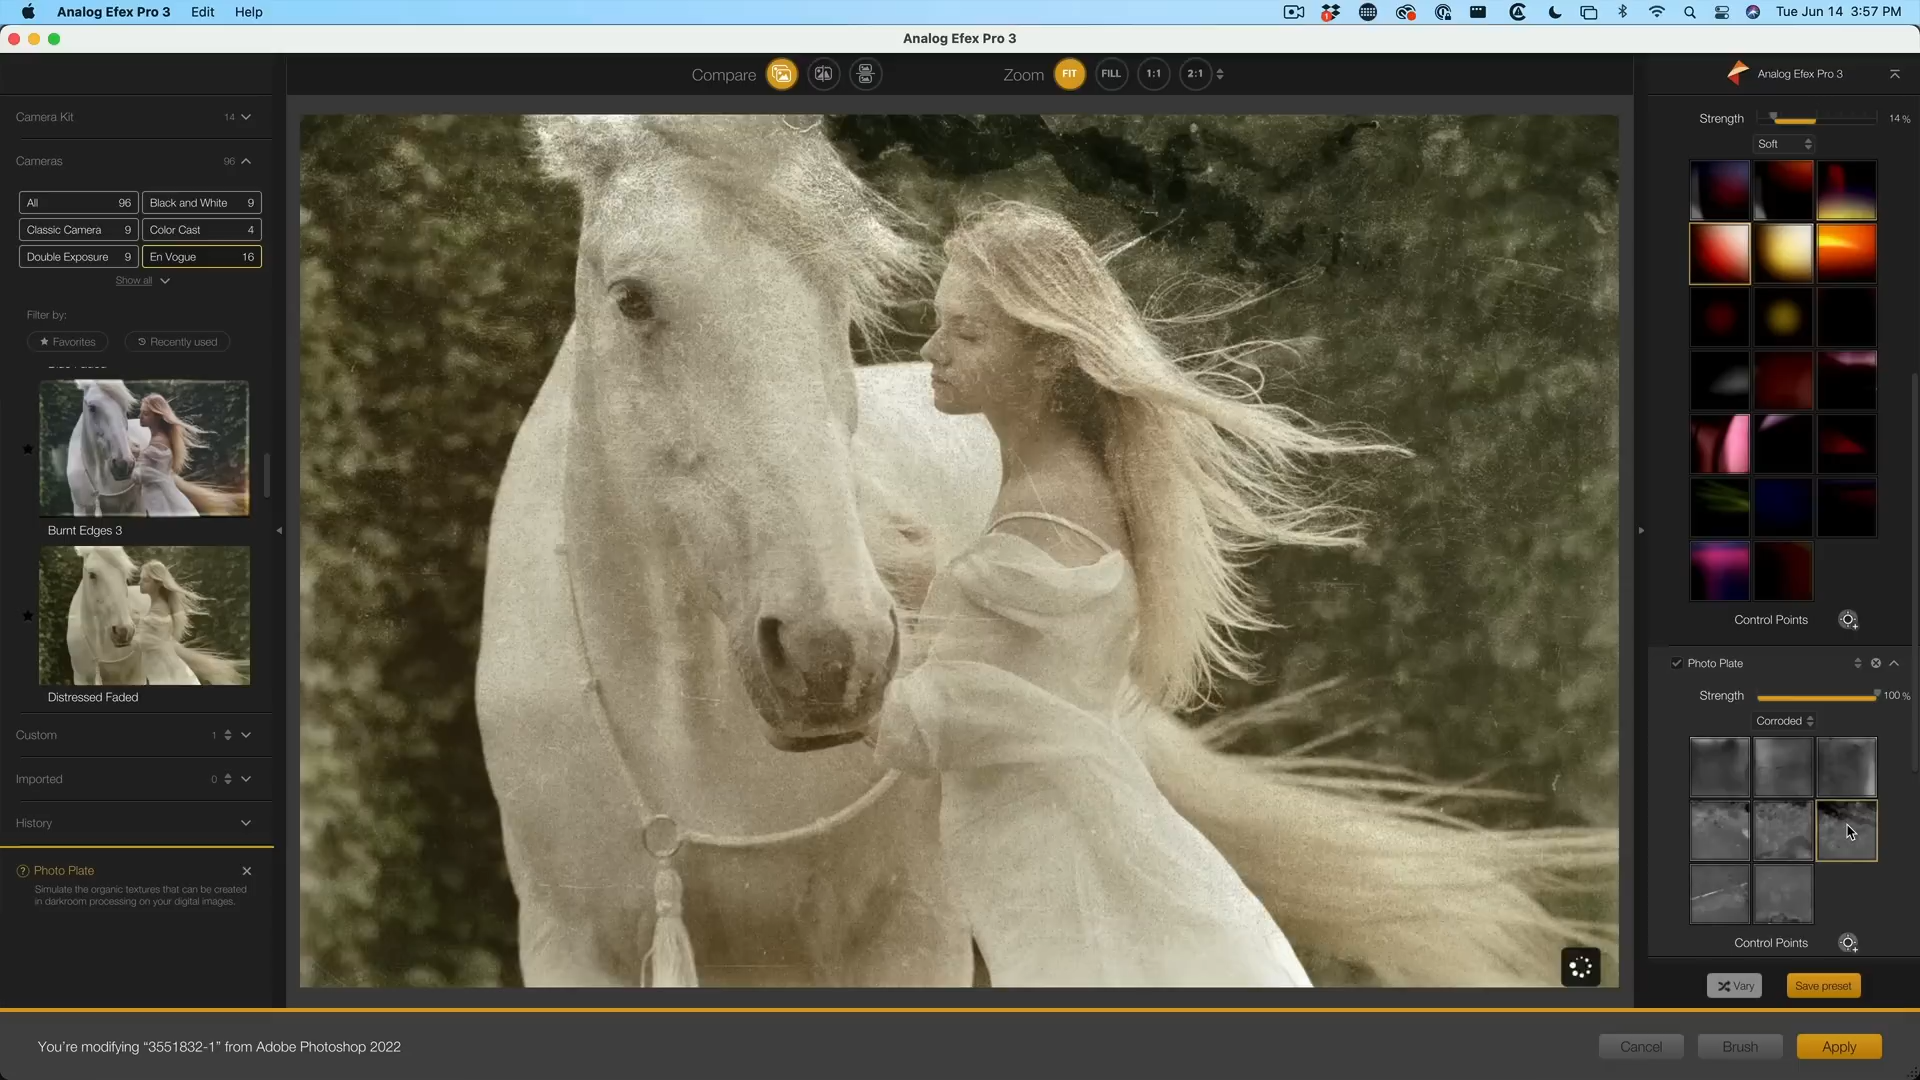 Analog Efex Pro 3 Edit Help
Tue Jun 14 3:57 PM
Analog Efex Pro 3
Compare
Zoom FIT FILL 1:1 2:1
Analog Efex Pro 3
Camera Kit 14
Cameras 96
All 96 Black and White 9
Classic Camera 9 Color Cast 4
Double Exposure 9 En Vogue 16
Show all
Filter by:
Favorites Recently used
Burnt Edges 3
Distressed Faded
Custom 1
Imported 0
History
? Photo Plate
Simulate the organic textures that can be created
in darkroom processing on your digital images.
Strength 14 %
Soft
Control Points
Photo Plate
Strength 100 %
Corroded
Control Points
Vary Save preset
You're modifying “3551832-1” from Adobe Photoshop 2022
Cancel Brush Apply